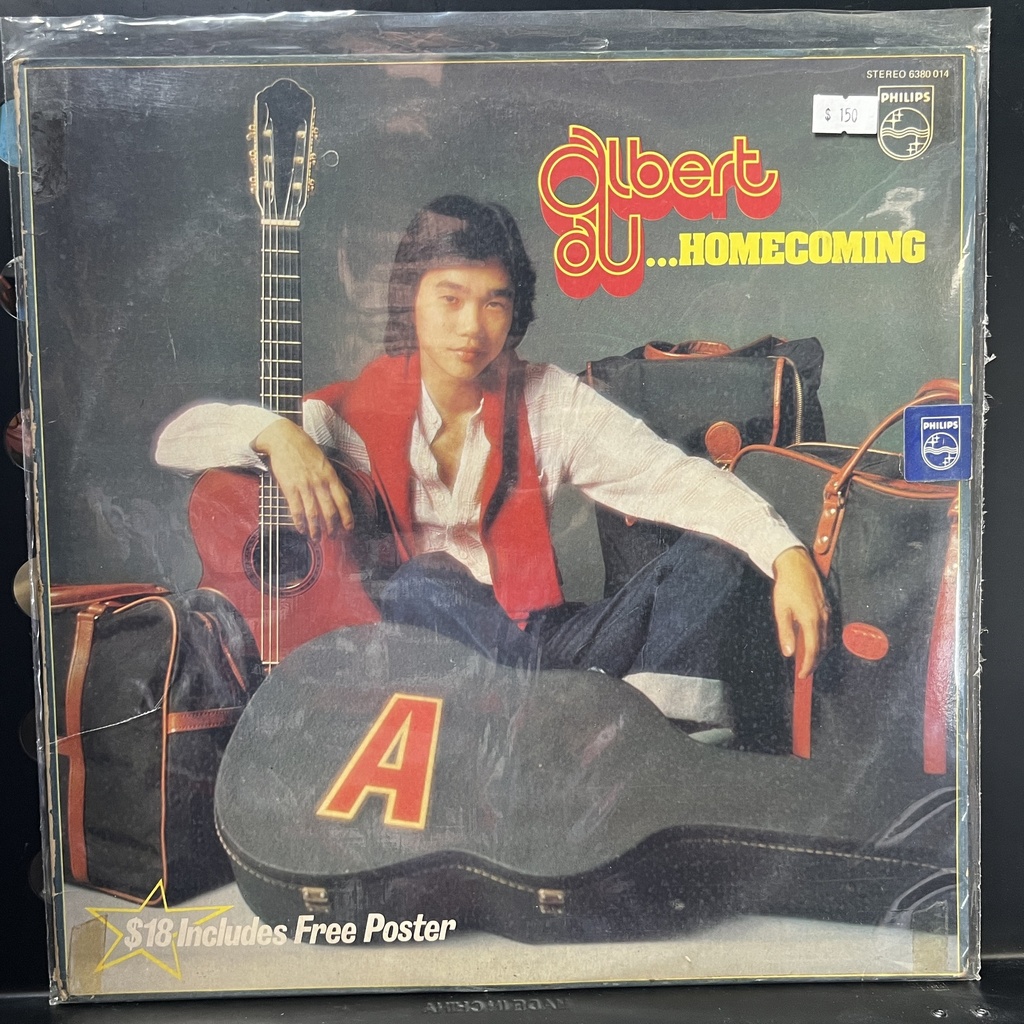 STEREO 6380 014
PHILIPS
$ 150
albert
au ...HOMECOMING
PHILIPS
A
$18 Includes Free Poster